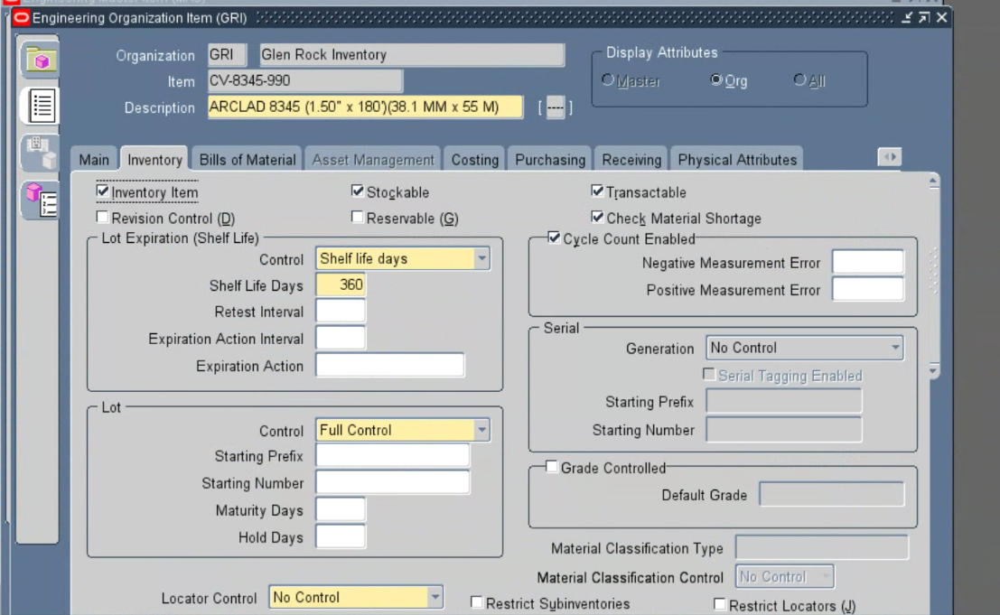 Engineering Organization Item (GRI)
Organization GRI Glen Rock Inventory
Item CV-8345-990
Description ARCLAD 8345 (1.50" x 180')(38.1 MM x 55 M) [ ---- ]
Display Attributes
Master Org All
Main Inventory Bills of Material Asset Management Costing Purchasing Receiving Physical Attributes
Inventory Item Stockable Transactable
Revision Control (D) Reservable (G) Check Material Shortage
Lot Expiration (Shelf Life)
Control Shelf life days
Shelf Life Days 360
Retest Interval
Expiration Action Interval
Expiration Action
Cycle Count Enabled
Negative Measurement Error
Positive Measurement Error
Serial
Generation No Control
Serial Tagging Enabled
Starting Prefix
Starting Number
Lot
Control Full Control
Starting Prefix
Starting Number
Maturity Days
Hold Days
Grade Controlled
Default Grade
Material Classification Type
Material Classification Control No Control
Locator Control No Control Restrict Subinventories Restrict Locators (J)